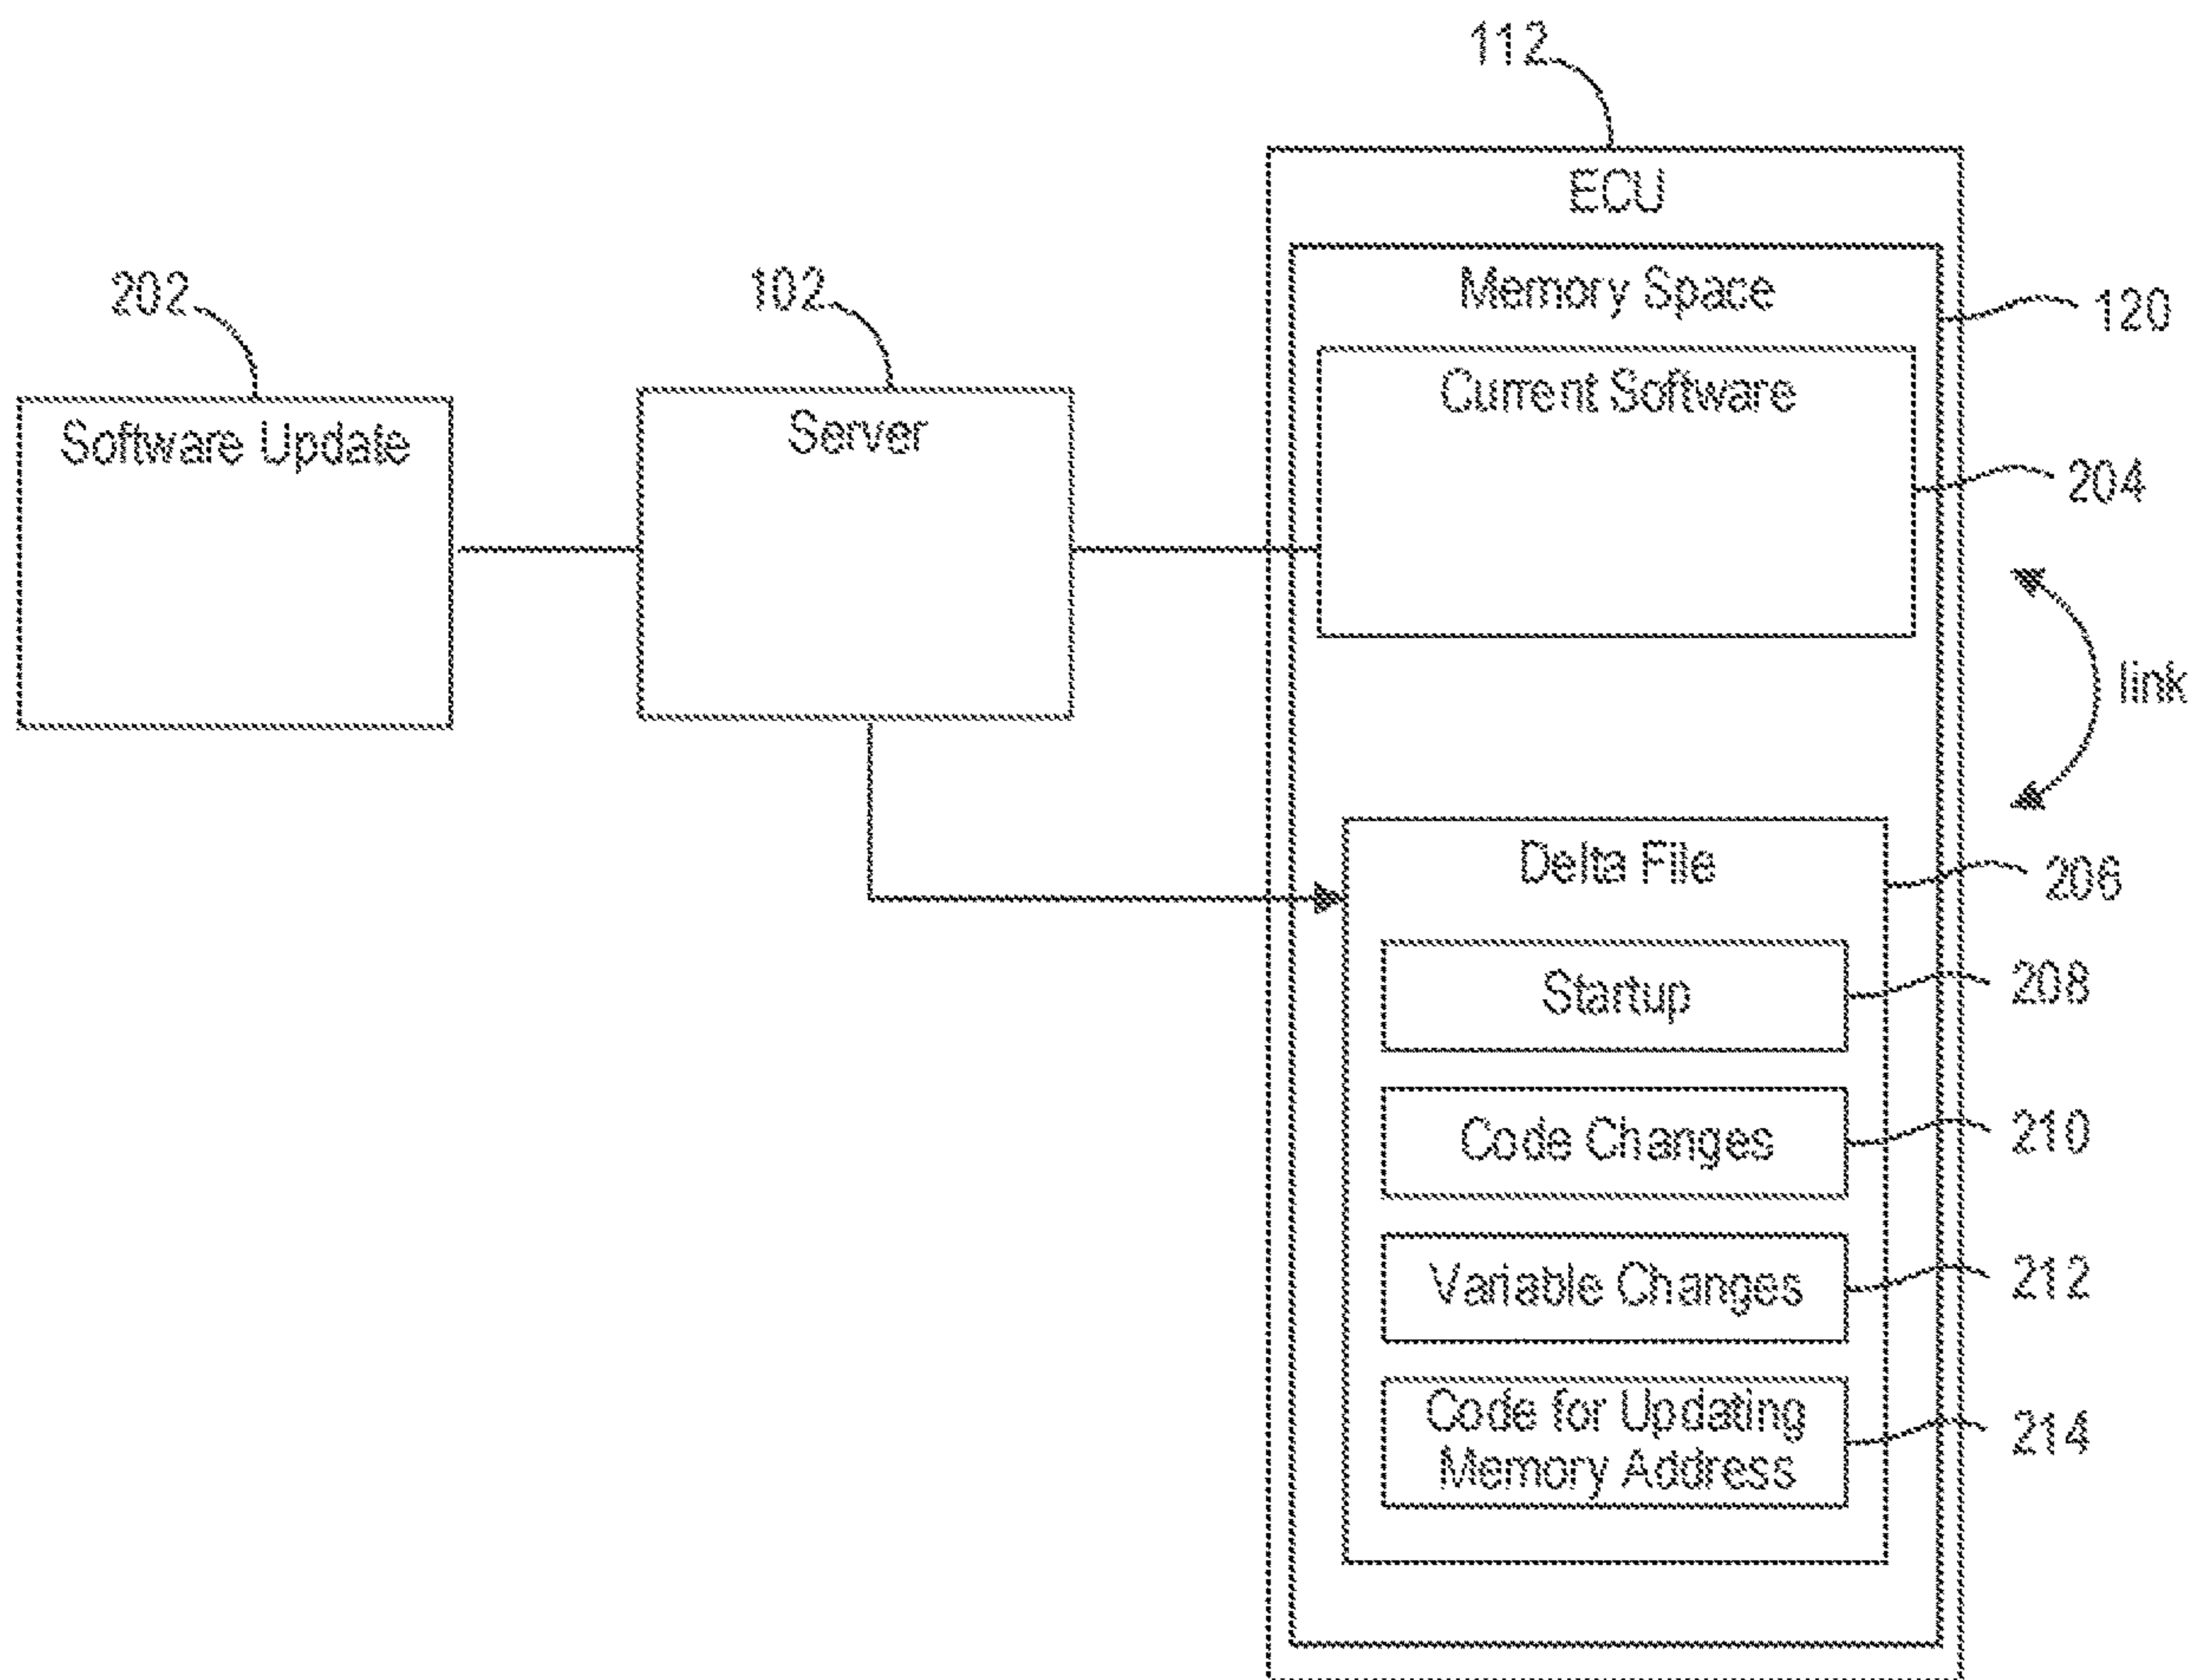 112
ECU
202
102
Memory Space
120
Software Update
Server
Current Software
204
link
Delta File
206
Startup
208
Code Changes
210
Variable Changes
212
Code for Updating
Memory Address
214